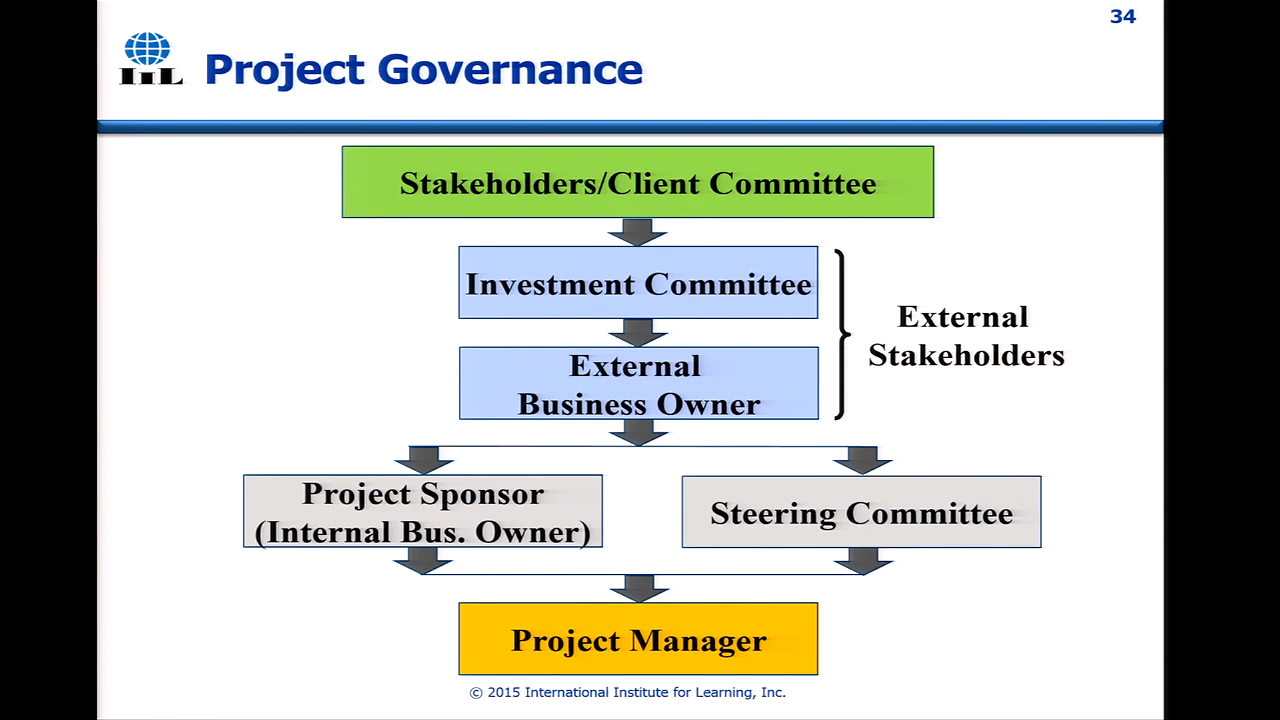 34
IIL
Project Governance
Stakeholders/Client Committee
Investment Committee
External
Business Owner
External
Stakeholders
Project Sponsor
(Internal Bus. Owner)
Steering Committee
Project Manager
© 2015 International Institute for Learning, Inc.